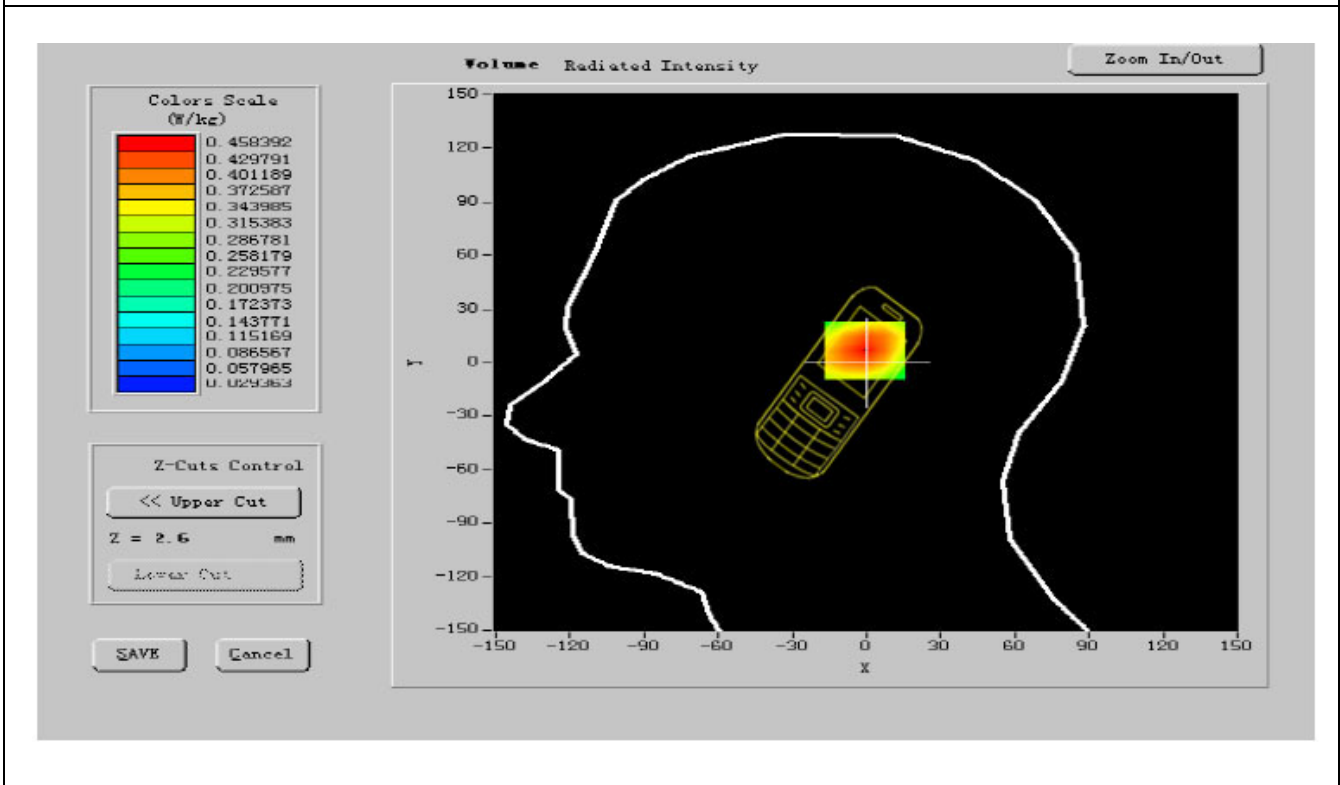 Volume Radiated Intensity
Zoom In/Out
Colors Scale
(W/kg)
0.458392
0.429791
0.401189
0.372587
0.343985
0.315383
0.286781
0.258179
0.229577
0.200975
0.172373
0.143771
0.115169
0.086567
0.057965
0.029363
Z-Cuts Control
<< Upper Cut
Z = 2.6 mm
Lower Cut
SAVE
Cancel
150
120
90
60
30
0
-30
-60
-90
-120
-150
Y
-150 -120 -90 -60 -30 0 30 60 90 120 150
X